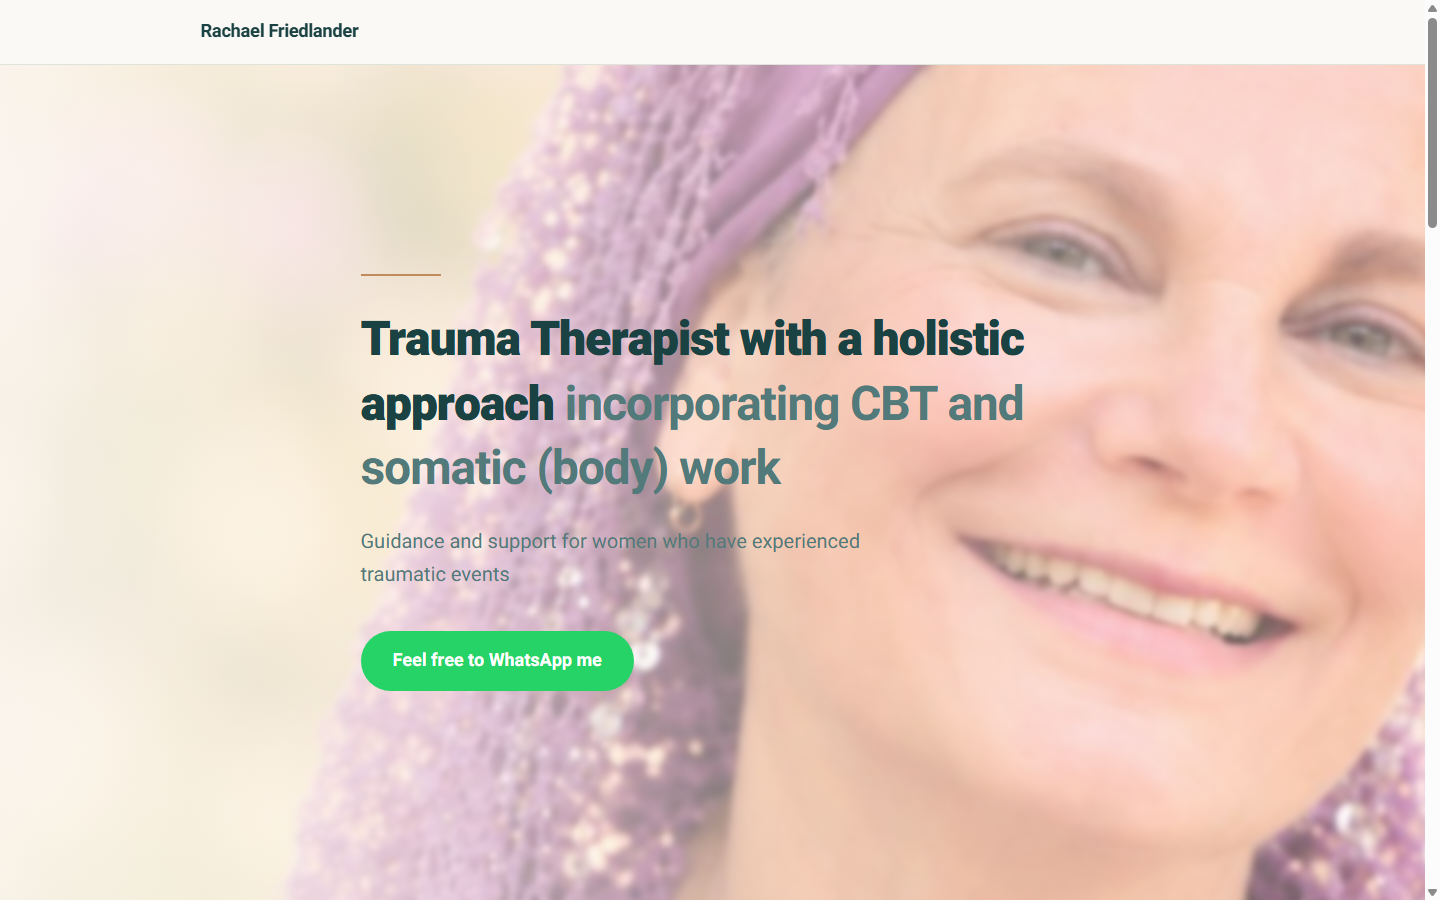 Rachael Friedlander
Trauma Therapist with a holistic
approach incorporating CBT and
somatic (body) work
Guidance and support for women who have experienced
traumatic events
Feel free to WhatsApp me